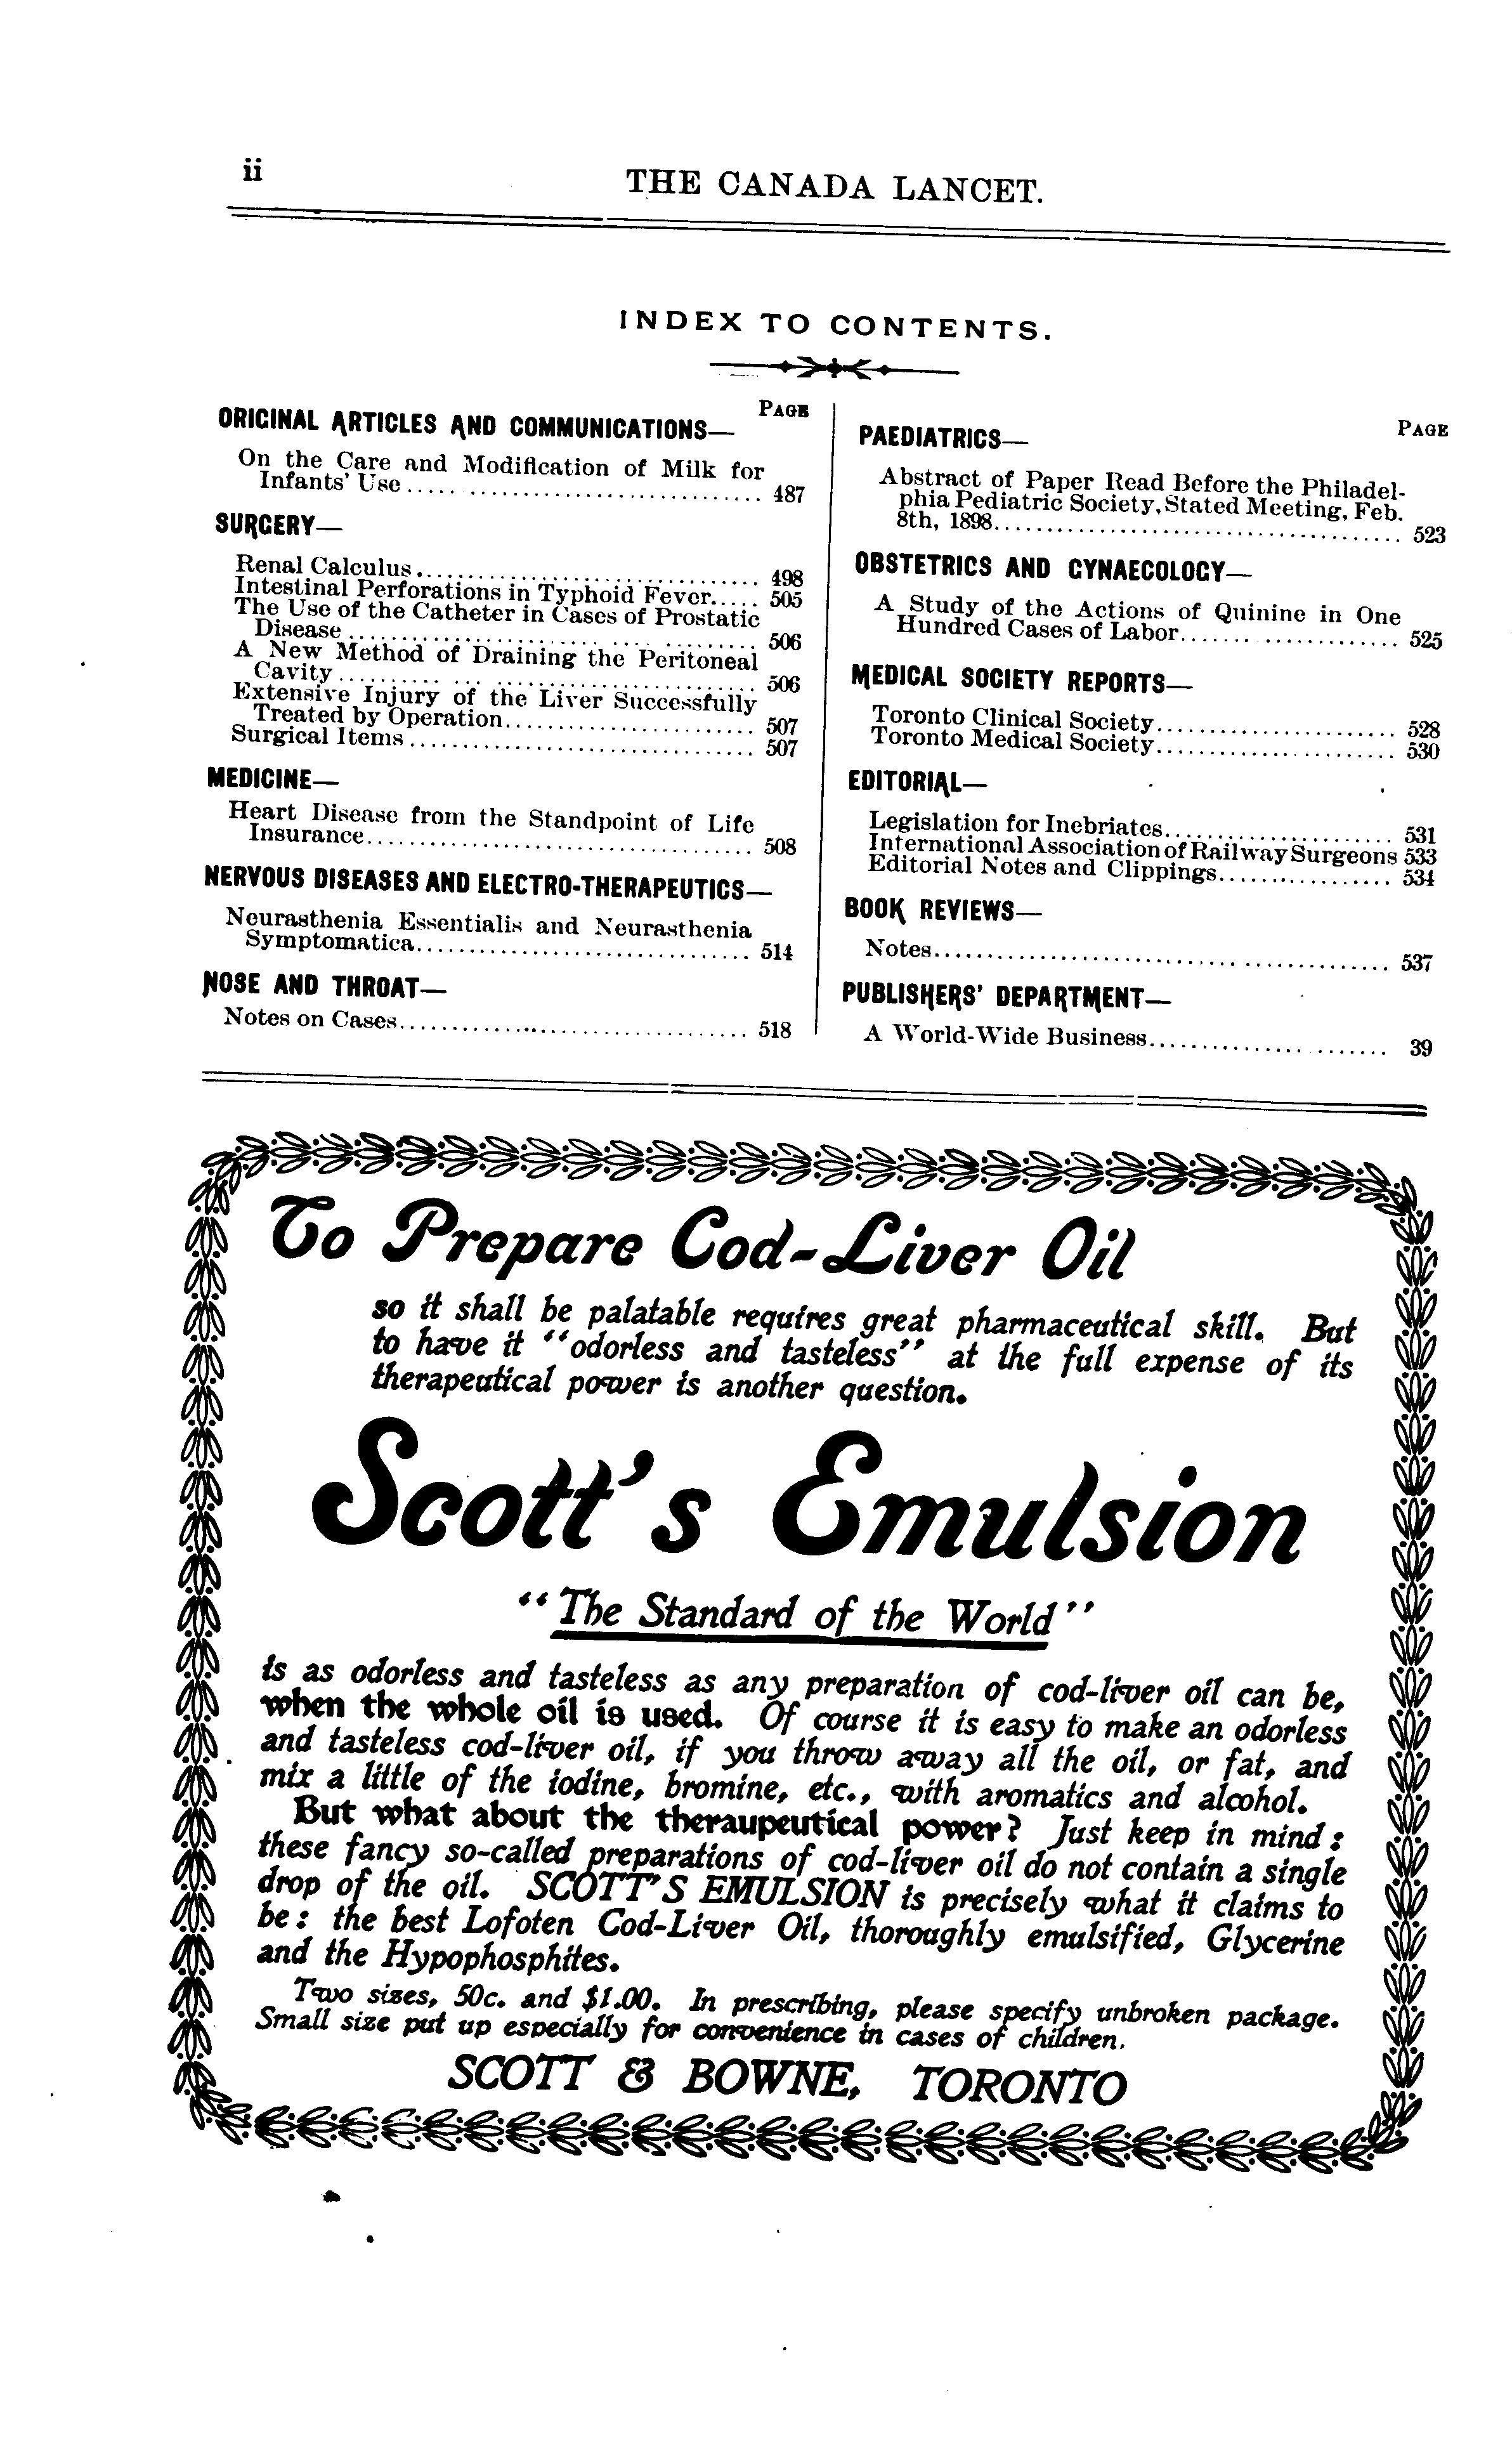 ii
THE CANADA LANCET.
INDEX TO CONTENTS.
PAGE
ORIGINAL ARTICLES AND COMMUNICATIONS—
On the Care and Modification of Milk for
Infants' Use .................................. 487
SURGERY—
Renal Calculus ................................. 498
Intestinal Perforations in Typhoid Fever..... 505
The Use of the Catheter in Cases of Prostatic
Disease ....................................... 506
A New Method of Draining the Peritoneal
Cavity ........................................ 506
Extensive Injury of the Liver Successfully
Treated by Operation........................ 507
Surgical Items ................................. 507
MEDICINE—
Heart Disease from the Standpoint of Life
Insurance..................................... 508
NERVOUS DISEASES AND ELECTRO-THERAPEUTICS—
Neurasthenia Essentialis and Neurasthenia
Symptomatica................................ 514
NOSE AND THROAT—
Notes on Cases.................................. 518
PAGE
PAEDIATRICS—
Abstract of Paper Read Before the Philadel-
phia Pediatric Society, Stated Meeting, Feb.
8th, 1898....................................... 523
OBSTETRICS AND GYNAECOLOGY—
A Study of the Actions of Quinine in One
Hundred Cases of Labor..................... 525
MEDICAL SOCIETY REPORTS—
Toronto Clinical Society....................... 528
Toronto Medical Society....................... 530
EDITORIAL—
Legislation for Inebriates...................... 531
International Association of Railway Surgeons 533
Editorial Notes and Clippings................. 534
BOOK REVIEWS—
Notes............................................ 537
PUBLISHERS' DEPARTMENT—
A World-Wide Business....................... 39
To Prepare Cod-Liver Oil
so it shall be palatable requires great pharmaceutical skill. But
to have it "odorless and tasteless" at the full expense of its
therapeutical power is another question.
Scott's Emulsion
"The Standard of the World"
is as odorless and tasteless as any preparation of cod-liver oil can be,
when the whole oil is used. Of course it is easy to make an odorless
and tasteless cod-liver oil, if you throw away all the oil, or fat, and
mix a little of the iodine, bromine, etc., with aromatics and alcohol.
But what about the theraupeutical power? Just keep in mind:
these fancy so-called preparations of cod-liver oil do not contain a single
drop of the oil. SCOTT'S EMULSION is precisely what it claims to
be: the best Lofoten Cod-Liver Oil, thoroughly emulsified, Glycerine
and the Hypophosphites.
Two sizes, 50c. and $1.00. In prescribing, please specify unbroken package.
Small size put up especially for convenience in cases of children.
SCOTT & BOWNE, TORONTO